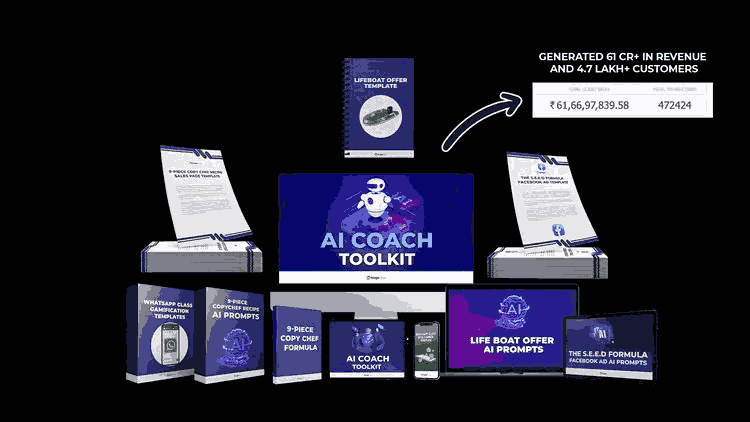 GENERATED 61 CR+ IN REVENUE
AND 4.7 LAKH+ CUSTOMERS
₹61,66,97,839.58 472424
LIFEBOAT OFFER
TEMPLATE
9-PIECE COPY CHEF RECIPE
SALES PAGE TEMPLATE
THE S.E.E.D FORMULA
FACEBOOK AD TEMPLATE
AI COACH
TOOLKIT
WHATSAPP CLASS
GAMIFICATION
TEMPLATES
9-PIECE
COPYCHEF RECIPE
AI PROMPTS
AI
9-PIECE
COPY CHEF
FORMULA
AI COACH
TOOLKIT
AI
LIFE BOAT OFFER
AI PROMPTS
AI
THE S.E.E.D FORMULA
FACEBOOK AD AI PROMPTS